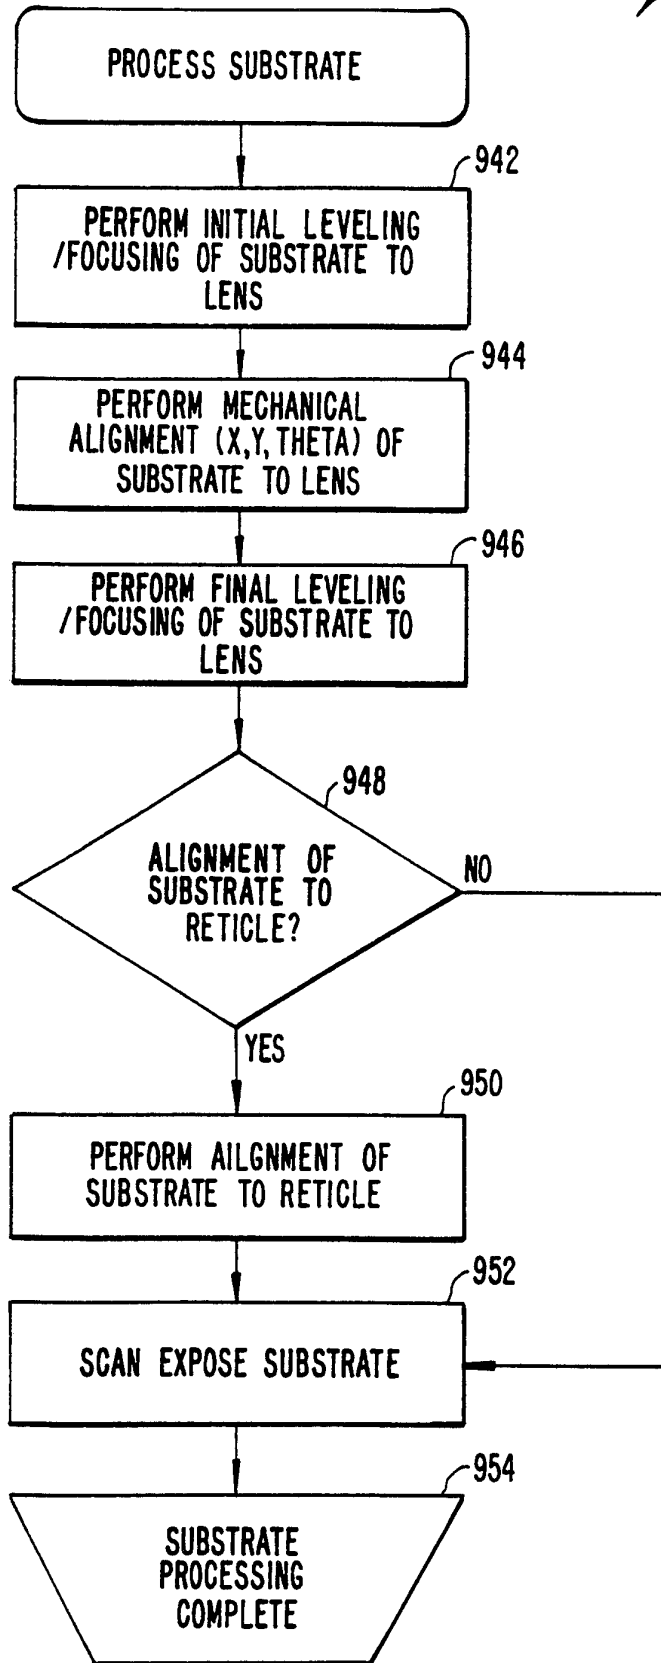 PROCESS SUBSTRATE
942
PERFORM INITIAL LEVELING
/FOCUSING OF SUBSTRATE TO
LENS
944
PERFORM MECHANICAL
ALIGNMENT (X,Y,THETA) OF
SUBSTRATE TO LENS
946
PERFORM FINAL LEVELING
/FOCUSING OF SUBSTRATE TO
LENS
948
ALIGNMENT OF
SUBSTRATE TO
RETICLE?
NO
YES
950
PERFORM AILGNMENT OF
SUBSTRATE TO RETICLE
952
SCAN EXPOSE SUBSTRATE
954
SUBSTRATE
PROCESSING
COMPLETE